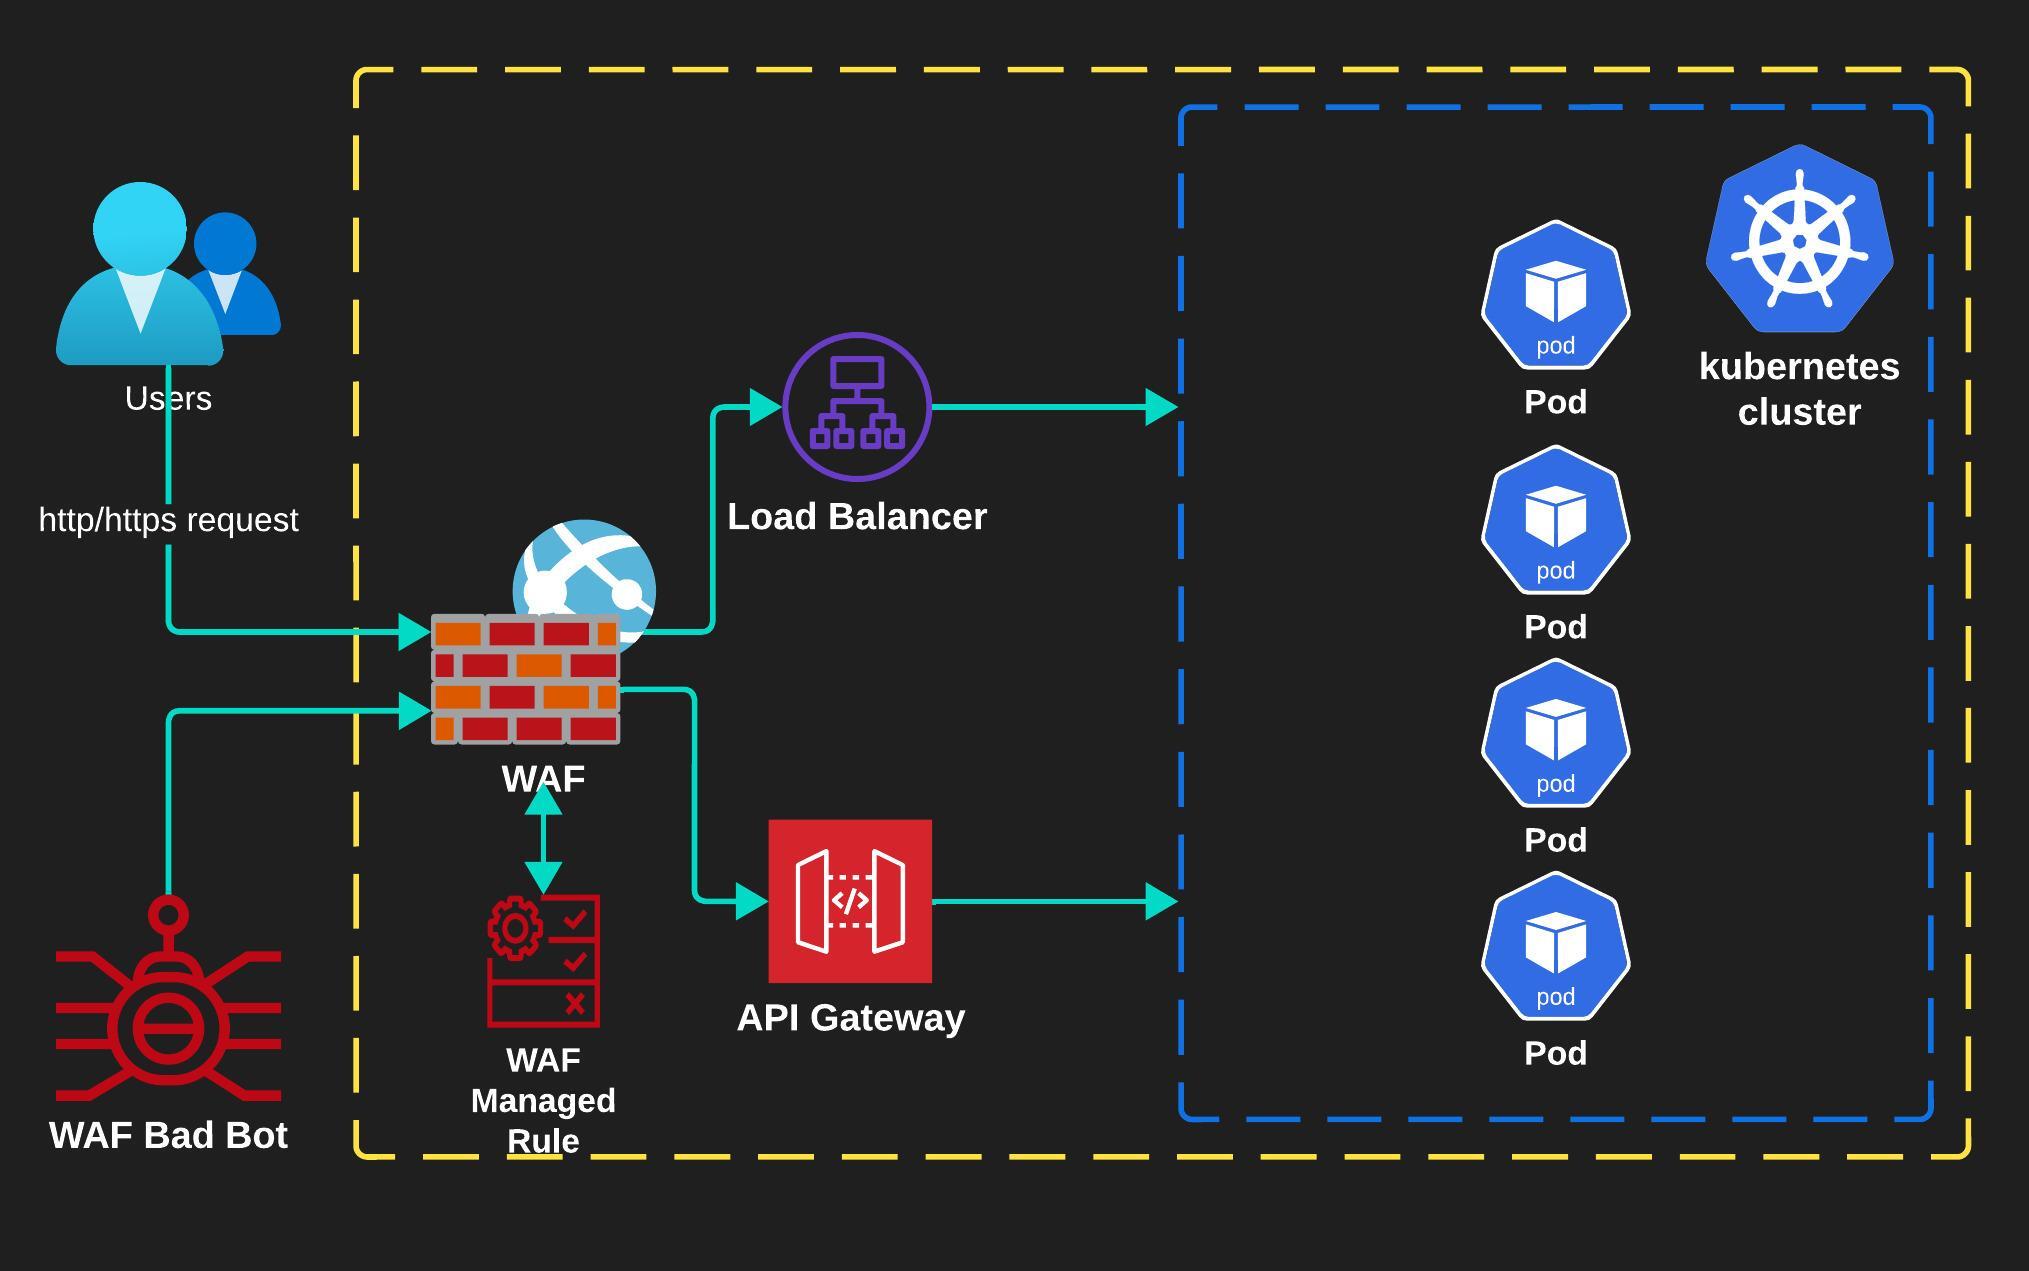 Users
http/https request
WAF
Load Balancer
API Gateway
WAF Bad Bot
WAF
Managed
Rule
pod
Pod
pod
Pod
pod
Pod
pod
Pod
kubernetes
cluster